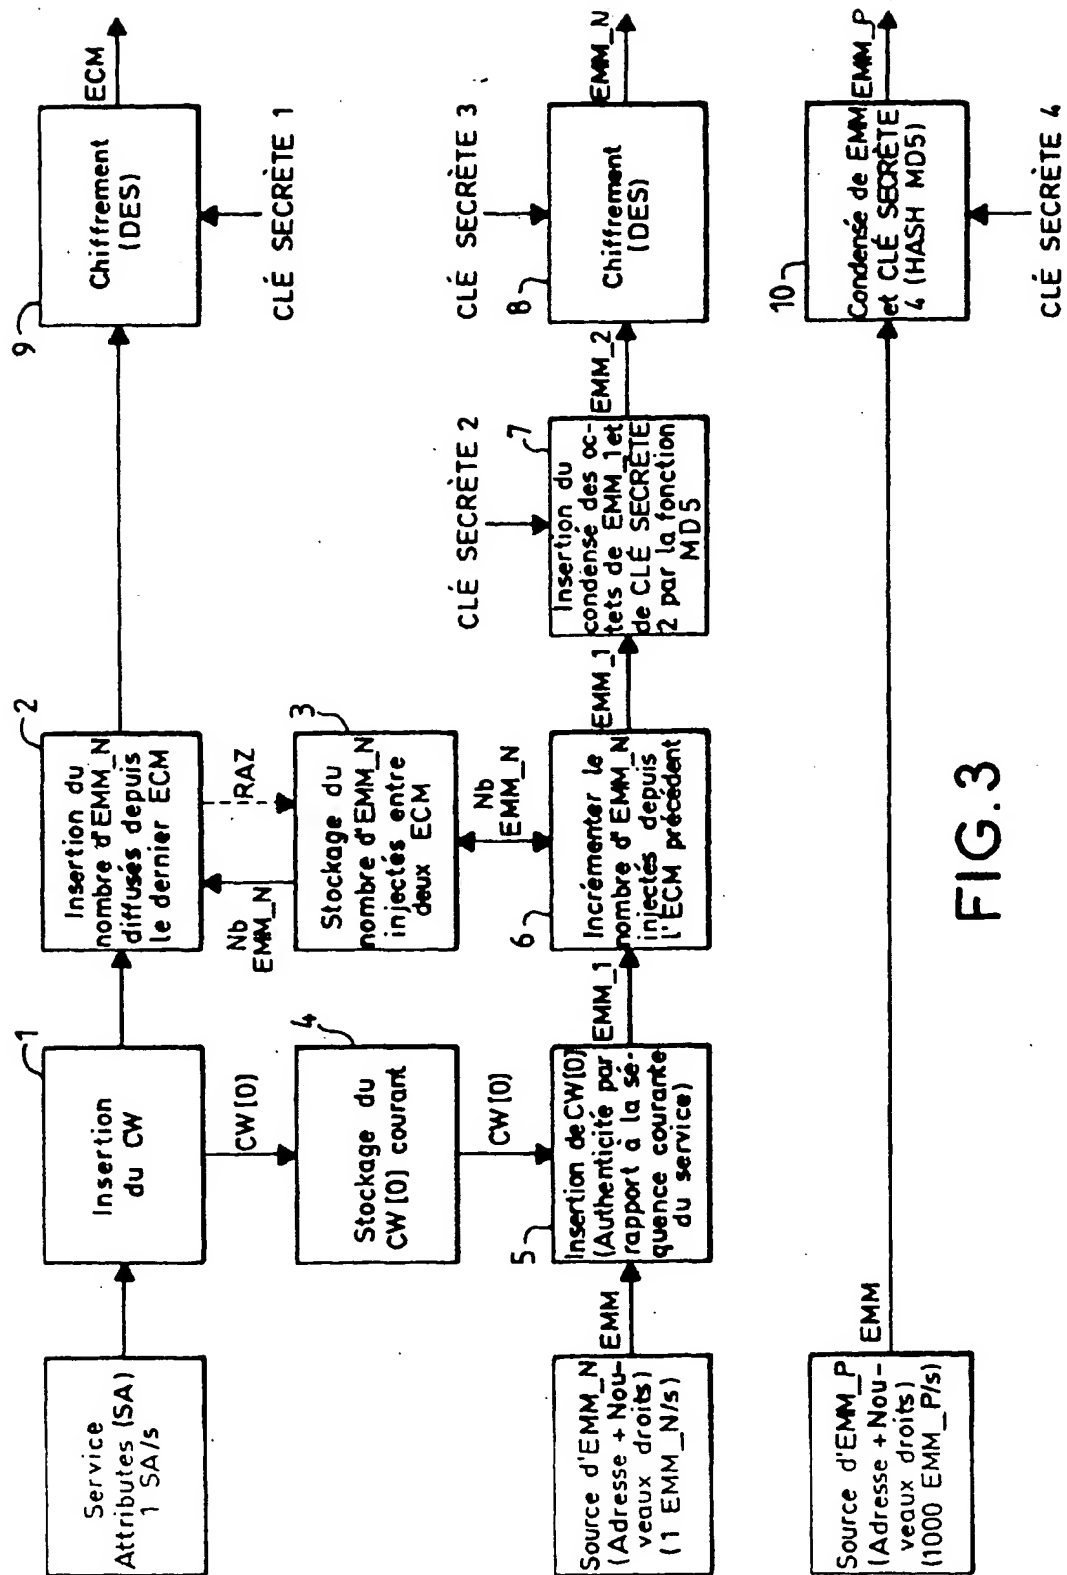 Service
Attributes (SA)
1 SA/s
1
Insertion
du CW
2
Insertion du
nombre d'EMM_N
diffusés depuis
le dernier ECM
9
Chiffrement
(DES)
ECM
CLÉ SECRÈTE 1
CW[0]
4
Stockage du
CW[0] courant
CW[0]
Nb
EMM_N
RAZ
3
Stockage du
nombre d'EMM_N
injectés entre
deux ECM
Nb
EMM_N
Source d'EMM_N
(Adresse + Nou-
veaux droits)
(1 EMM_N/s)
EMM
5
Insertion de CW[0]
(Authenticité par
rapport à la sé-
quence courante
du service)
EMM_1
6
Incrémenter le
nombre d'EMM_N
injectés depuis
l'ECM précédent
EMM_1
CLÉ SECRÈTE 2
7
Insertion du
condensé des oc-
tets de EMM_1 et
de CLÉ SECRÈTE
2 par la fonction
MD5
EMM_2
CLÉ SECRÈTE 3
8
Chiffrement
(DES)
EMM_N
Source d'EMM_P
(Adresse + Nou-
veaux droits)
(1000 EMM_P/s)
EMM
10
Condensé de EMM
et CLÉ SECRÈTE
4 (HASH MD5)
EMM_P
CLÉ SECRÈTE 4
FIG.3